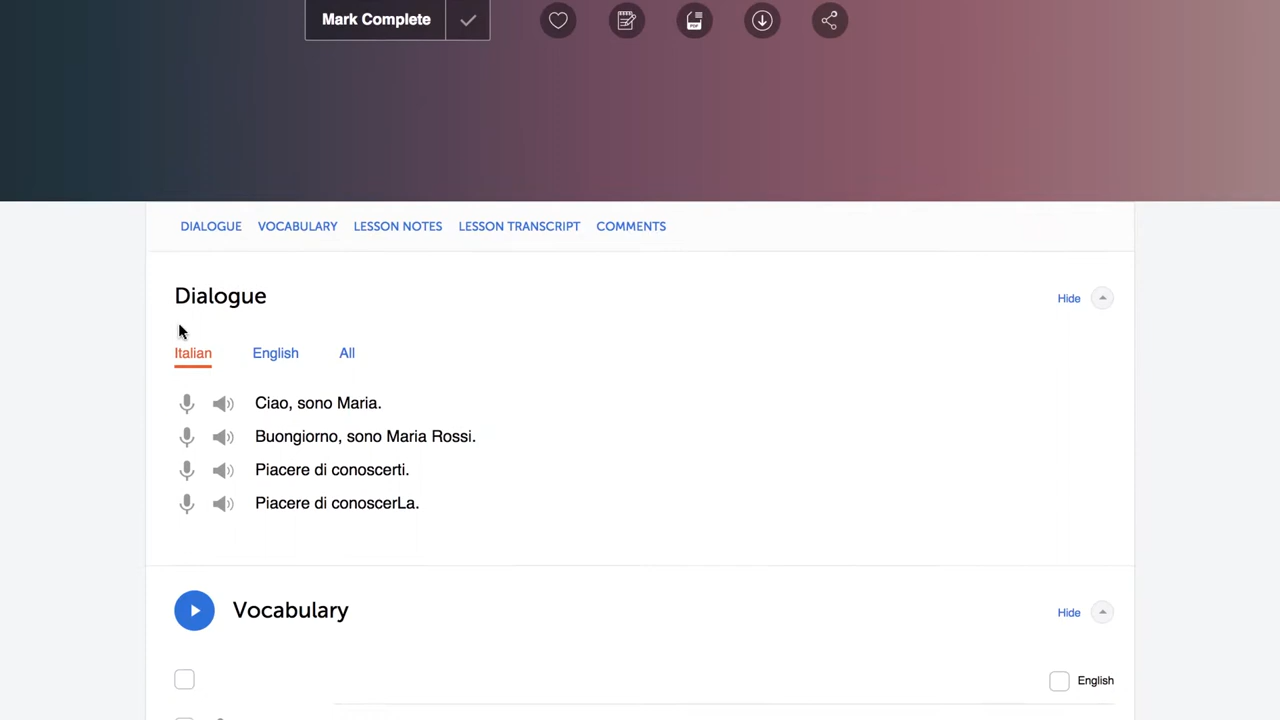 Mark Complete
PDF
DIALOGUE VOCABULARY LESSON NOTES LESSON TRANSCRIPT COMMENTS
Dialogue
Hide
Italian English All
Ciao, sono Maria.
Buongiorno, sono Maria Rossi.
Piacere di conoscerti.
Piacere di conoscerLa.
Vocabulary
Hide
English